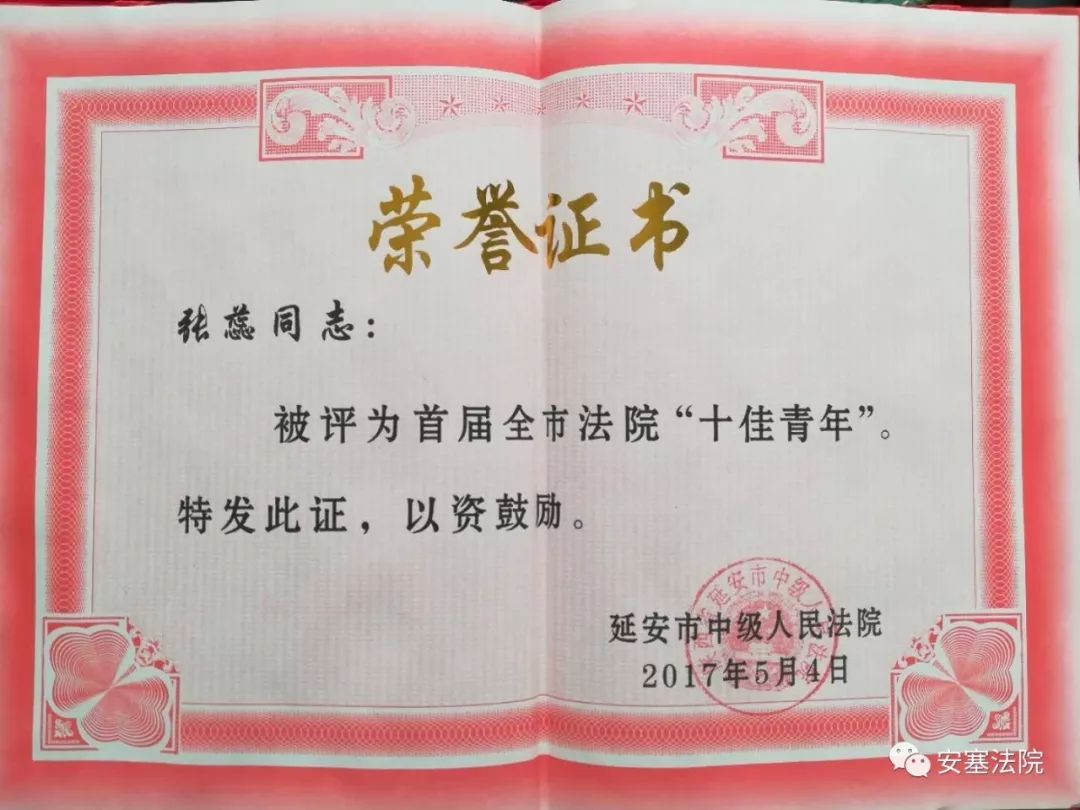 荣誉证书
张蕊同志：
被评为首届全市法院“十佳青年”。
特发此证，以资鼓励。
延安市中级人民法院
2017年5月4日
安塞法院